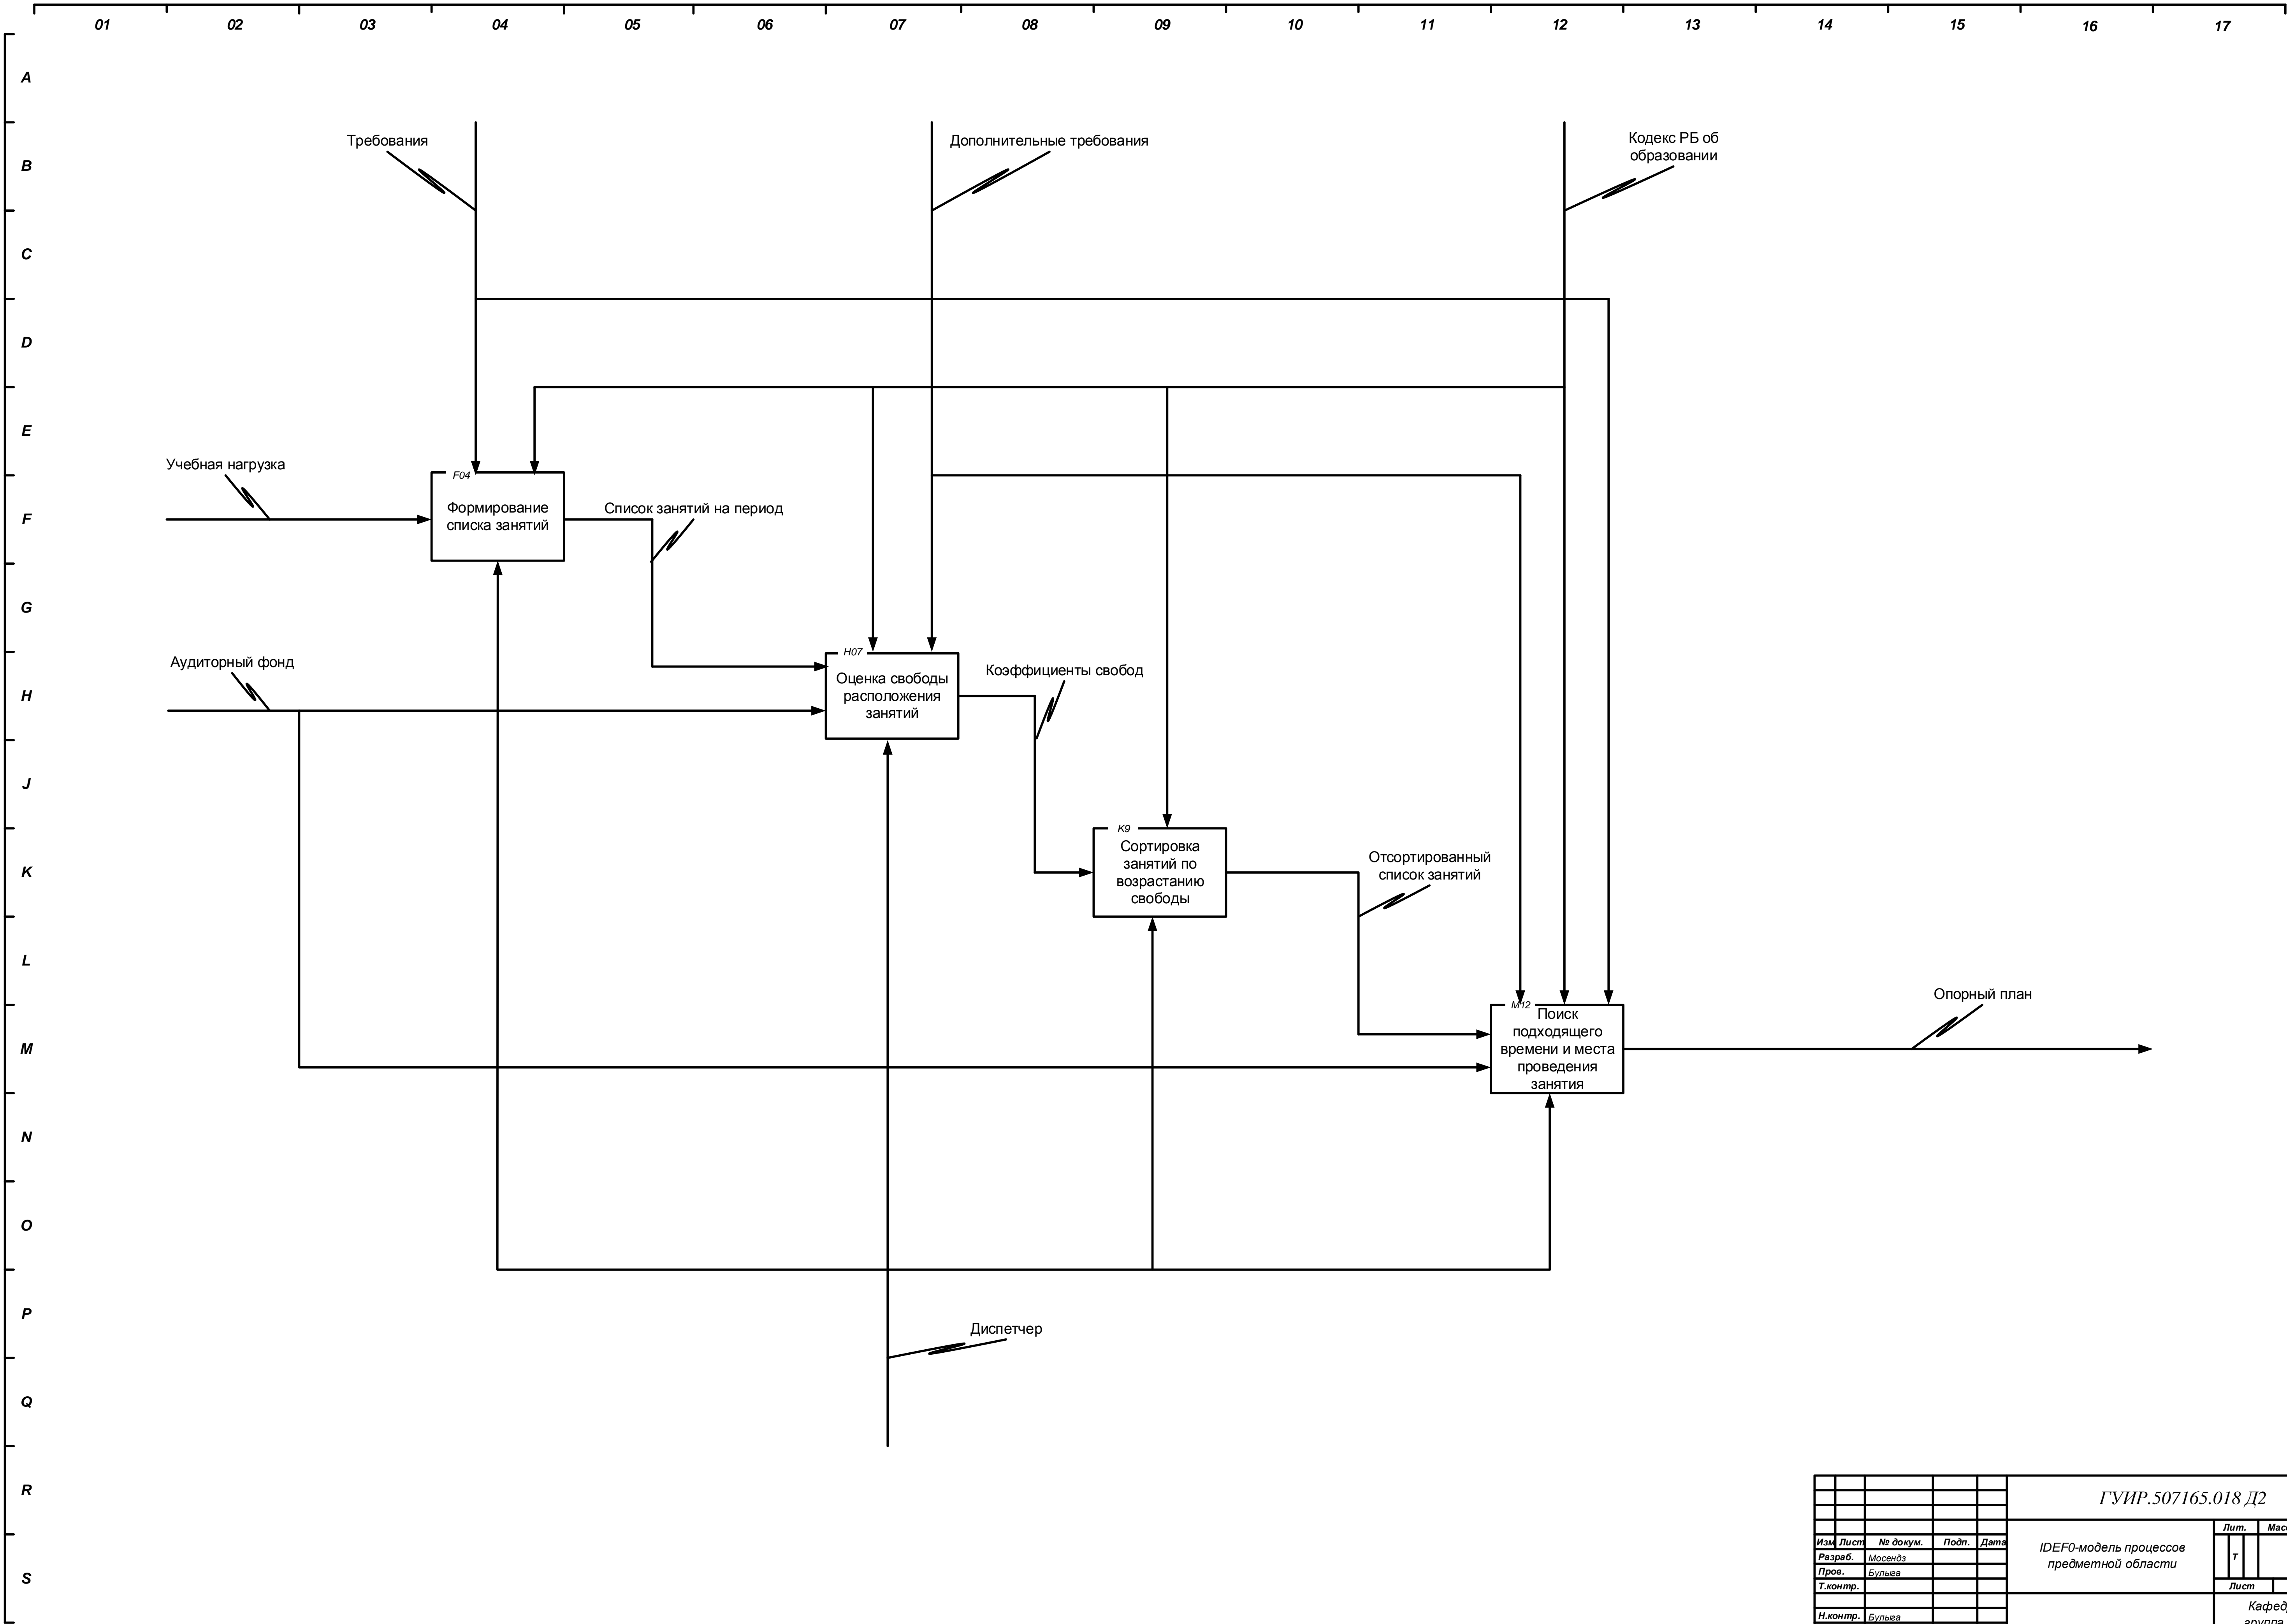 01 02 03 04 05 06 07 08 09 10 11 12 13 14 15 16 17
A
Требования
Дополнительные требования
Кодекс РБ об
образовании
B
C
D
E
Учебная нагрузка
F04
Формирование
списка занятий
Список занятий на период
F
G
Аудиторный фонд
H07
Оценка свободы
расположения
занятий
Коэффициенты свобод
H
J
K9
Сортировка
занятий по
возрастанию
свободы
Отсортированный
список занятий
K
L
M12
Поиск
подходящего
времени и места
проведения
занятия
Опорный план
M
N
O
P
Диспетчер
Q
R
ГУИР.507165.018 Д2
Лит.
Изм Лист № докум. Подп. Дата
IDEF0-модель процессов
предметной области
Т
Разраб. Мосендз
Пров. Булыга
Т.контр.
Лист
S
Н.контр. Булыга